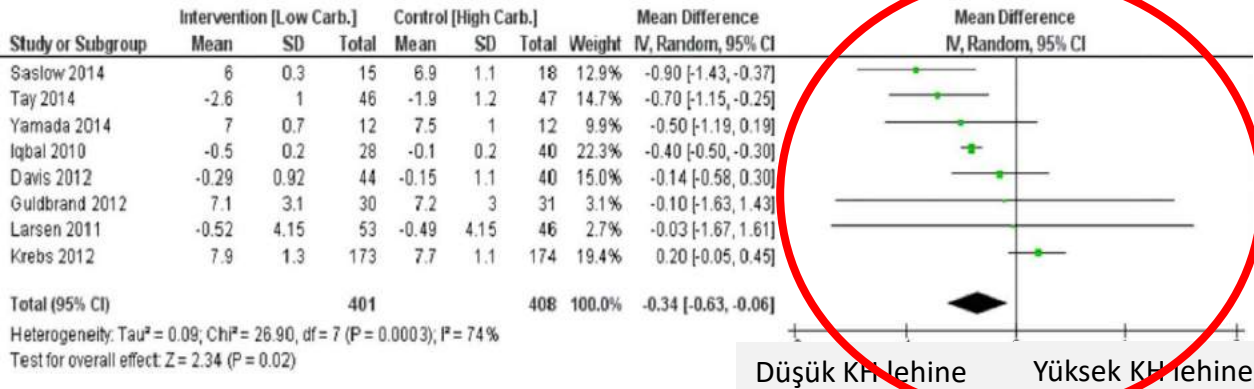 Intervention [Low Carb.] Control [High Carb.] Mean Difference Mean Difference
Study or Subgroup Mean SD Total Mean SD Total Weight IV, Random, 95% CI IV, Random, 95% CI
Saslow 2014 6 0.3 15 6.9 1.1 18 12.9% -0.90 [-1.43, -0.37]
Tay 2014 -2.6 1 46 -1.9 1.2 47 14.7% -0.70 [-1.15, -0.25]
Yamada 2014 7 0.7 12 7.5 1 12 9.9% -0.50 [-1.19, 0.19]
Iqbal 2010 -0.5 0.2 28 -0.1 0.2 40 22.3% -0.40 [-0.50, -0.30]
Davis 2012 -0.29 0.92 44 -0.15 1.1 40 15.0% -0.14 [-0.58, 0.30]
Guldbrand 2012 7.1 3.1 30 7.2 3 31 3.1% -0.10 [-1.63, 1.43]
Larsen 2011 -0.52 4.15 53 -0.49 4.15 46 2.7% -0.03 [-1.67, 1.61]
Krebs 2012 7.9 1.3 173 7.7 1.1 174 19.4% 0.20 [-0.05, 0.45]
Total (95% CI) 401 408 100.0% -0.34 [-0.63, -0.06]
Heterogeneity: Tau² = 0.09; Chi² = 26.90, df = 7 (P = 0.0003); I² = 74%
Test for overall effect: Z = 2.34 (P = 0.02)
Düşük KH lehine Yüksek KH lehine